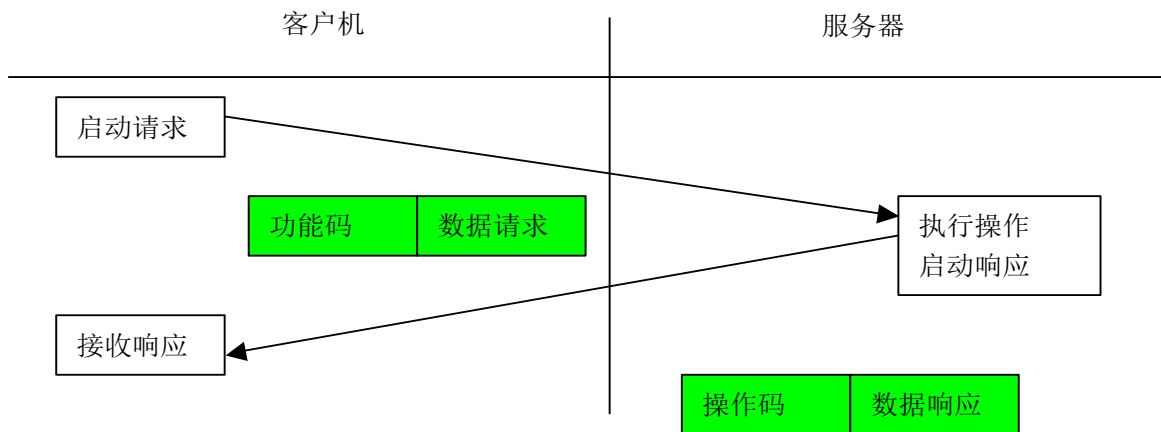 客户机
服务器
启动请求
功能码
数据请求
执行操作
启动响应
接收响应
操作码
数据响应